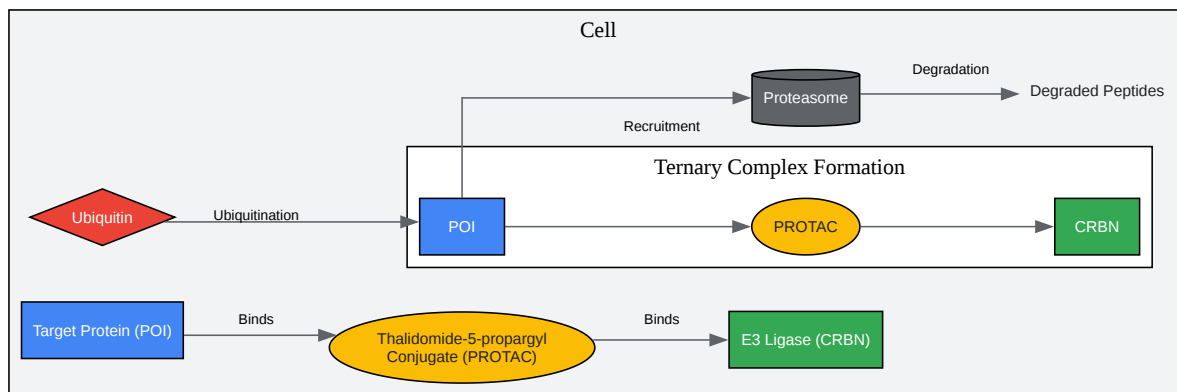 Cell
Degradation
Proteasome
Degraded Peptides
Recruitment
Ternary Complex Formation
Ubiquitin
Ubiquitination
POI
PROTAC
CRBN
Target Protein (POI)
Binds
Thalidomide-5-propargyl
Conjugate (PROTAC)
Binds
E3 Ligase (CRBN)